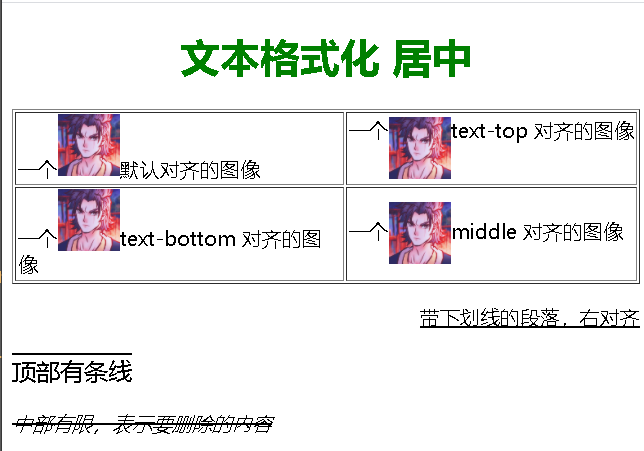 文本格式化 居中
一个默认对齐的图像
一个text-top 对齐的图像
一个text-bottom 对齐的图
像
一个middle 对齐的图像
带下划线的段落，右对齐
顶部有条线
中部有限，表示要删除的内容